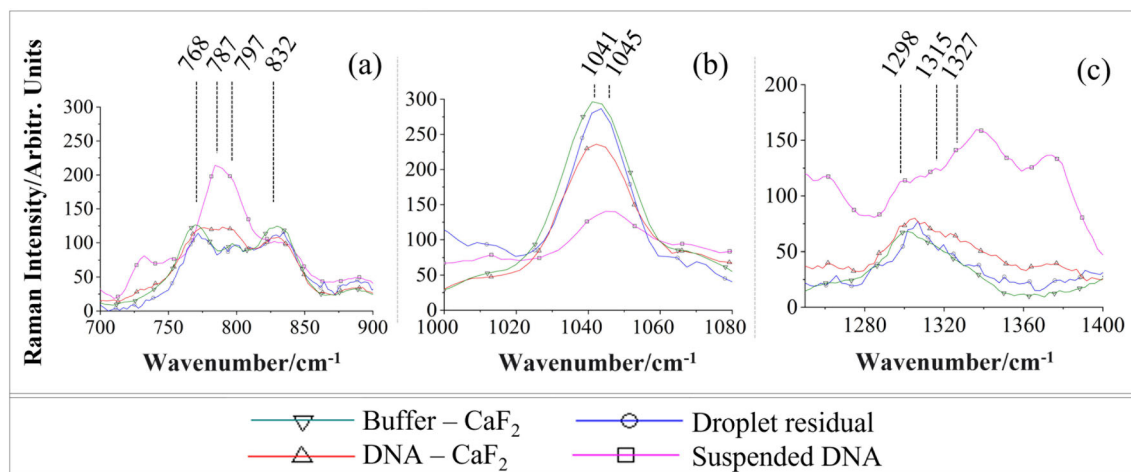 768 787 797 832
(a)
1041 1045
(b)
1298 1315 1327
(c)
Raman Intensity/Arbitr. Units
300
250
200
150
100
50
0
700 750 800 850 900
Wavenumber/cm-1
300
250
200
150
100
50
0
1000 1020 1040 1060 1080
Wavenumber/cm-1
200
150
100
50
0
1280 1320 1360 1400
Wavenumber/cm-1
Buffer – CaF2
Droplet residual
DNA – CaF2
Suspended DNA